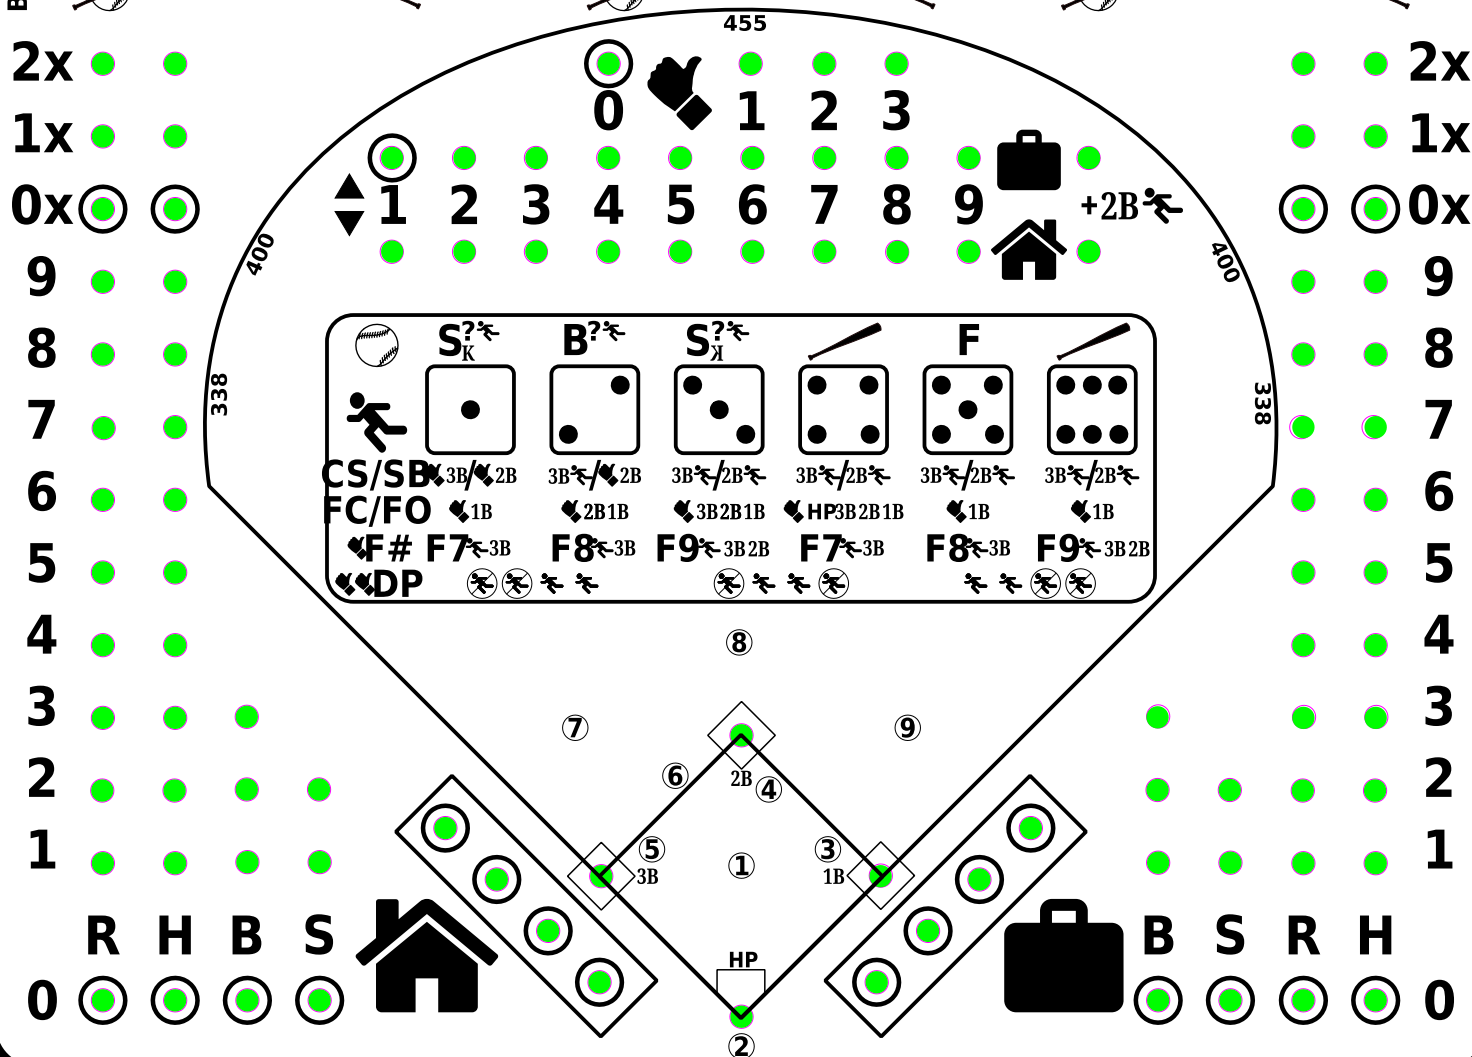 455
2x 2x
0 1 2 3
1x 1x
1 2 3 4 5 6 7 8 9 +2B
0x 0x
400 400
9 9
S?K B? S?K F
8 8
338 338
7 7
CS/SB 3B/2B 3B/2B 3B/2B 3B/2B 3B/2B 3B/2B
6 6
FC/FO 1B 2B1B 3B2B1B HP3B2B1B 1B 1B
F# F7 3B F8 3B F9 3B2B F7 3B F8 3B F9 3B2B
5 5
DP
4 4
8
3 3
7 9
6
2B 4
2 2
5 3
1 1
3B 1 1B
R H B S B S R H
HP
0 0
2